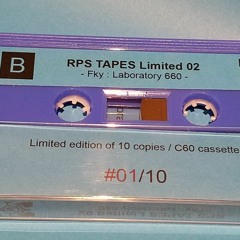 B
RPS TAPES Limited 02
- Fky : Laboratory 660 -
Limited edition of 10 copies / C60 cassette
#01/10